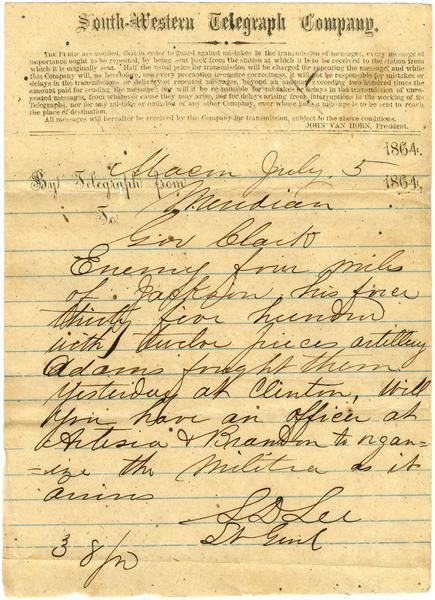 South-Western Telegraph Company.
The Public are notified, that in order to guard against mistakes in the transmission of messages, every message of
importance ought to be repeated, by being sent back from the station at which it is to be received to the station from
which it is originally sent. Half the usual price for transmission will be charged for repeating the message, and while
this Company will, as heretofore, use every precaution to ensure correctness, it will not be responsible for mistakes or
delays in the transmission or delivery of repeated messages, beyond an amount exceeding two hundred times the
amount paid for sending the message; nor will it be responsible for mistakes or delays in the transmission of unre-
peated messages, from whatever cause they may arise, nor for delays arising from interruptions in the working of its
Telegraphs, nor for any mistake or omission of any other Company, over whose lines a message is to be sent to reach
the place of destination.
All messages will hereafter be received by this Company for transmission, subject to the above conditions.
JOHN VAN HORN, President.
1864.
Macon July 5
By Telegraph from 1864,
To Meridian
Gov Clark
Enemy four miles
of Jackson, his force
thirty five hundred
with twelve pieces artillery
Adams fought them
yesterday at Clinton, Will
you have an officer at
Artesia & Brandon to organ-
-ize the Militia as it
arrives
S D Lee
Lt Genl